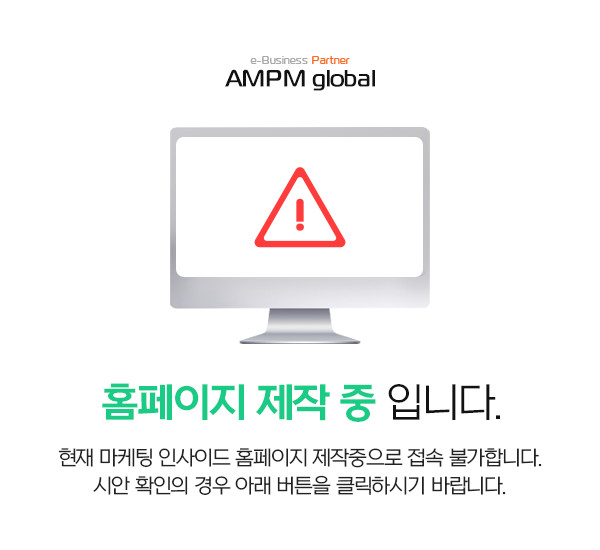 e-Business Partner
AMPM global
홈페이지 제작 중 입니다.
현재 마케팅 인사이드 홈페이지 제작중으로 접속 불가합니다.
시안 확인의 경우 아래 버튼을 클릭하시기 바랍니다.